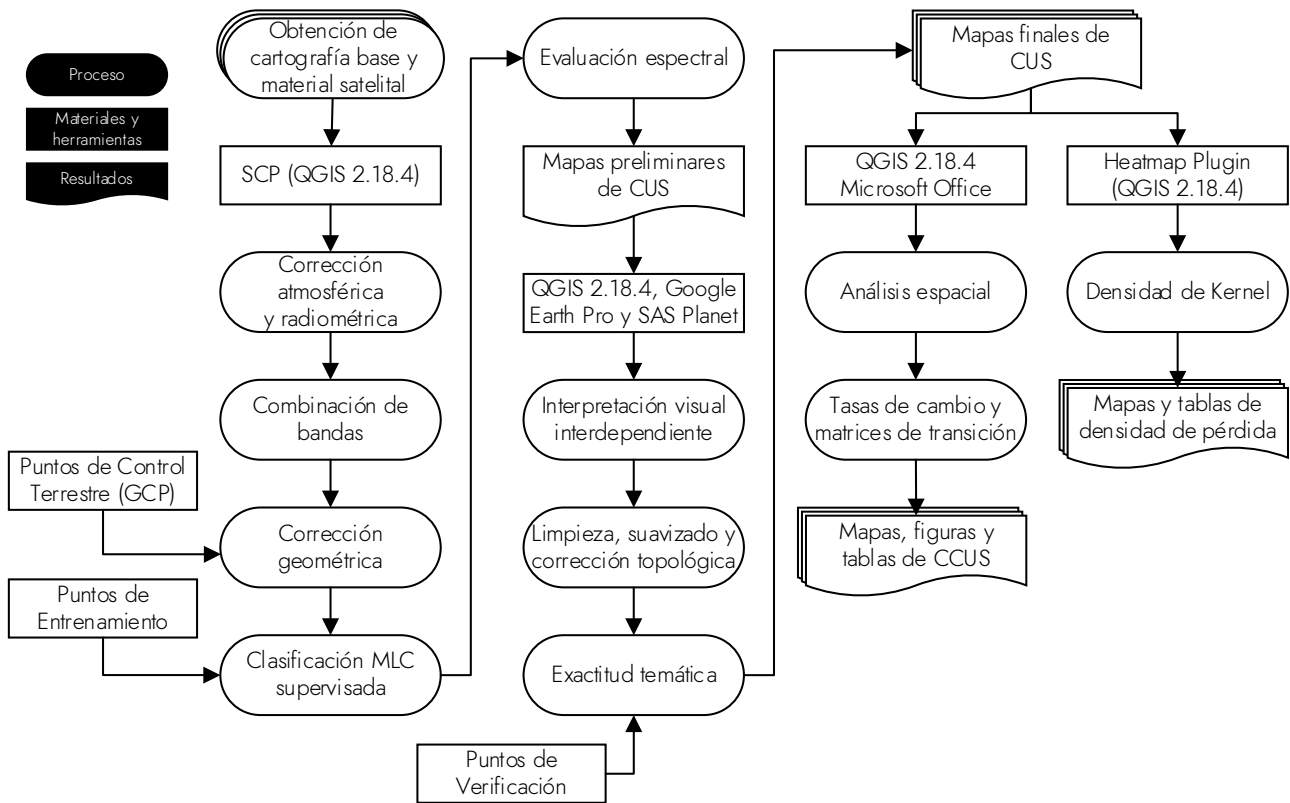 Proceso
Materiales y
herramientas
Resultados
Obtención de
cartografía base y
material satelital
SCP (QGIS 2.18.4)
Corrección
atmosférica
y radiométrica
Combinación de
bandas
Puntos de Control
Terrestre (GCP)
Corrección
geométrica
Puntos de
Entrenamiento
Clasificación MLC
supervisada
Evaluación espectral
Mapas preliminares
de CUS
QGIS 2.18.4, Google
Earth Pro y SAS Planet
Interpretación visual
interdependiente
Limpieza, suavizado y
corrección topológica
Exactitud temática
Puntos de
Verificación
Mapas finales de
CUS
QGIS 2.18.4
Microsoft Office
Análisis espacial
Tasas de cambio y
matrices de transición
Mapas, figuras y
tablas de CCUS
Heatmap Plugin
(QGIS 2.18.4)
Densidad de Kernel
Mapas y tablas de
densidad de pérdida